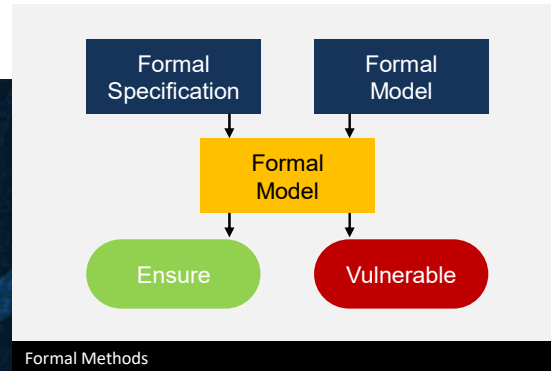 Formal
Specification
Formal
Model
Formal
Model
Ensure
Vulnerable
Formal Methods